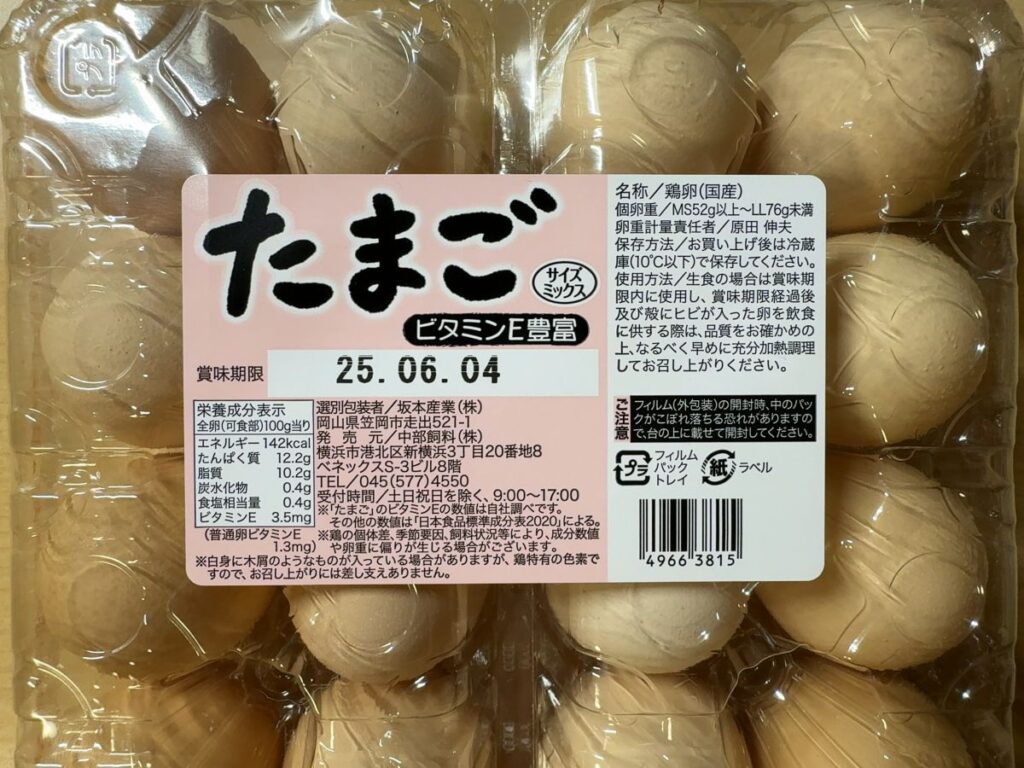 たまご
サイズ
ミックス
ビタミンE豊富
賞味期限 25.06.04
栄養成分表示
全卵(可食部)100g当り
エネルギー 142kcal
たんぱく質 12.2g
脂質 10.2g
炭水化物 0.4g
食塩相当量 0.4g
ビタミンE 3.5mg
(普通卵ビタミンE
1.3mg)
選別包装者/坂本産業(株)
岡山県笠岡市走出521-1
発売元/中部飼料(株)
横浜市港北区新横浜3丁目20番地8
ベネックスS-3ビル8階
TEL/045(577)4550
受付時間/土日祝日を除く、9:00〜17:00
※「たまご」のビタミンEの数値は自社調べです。
その他の数値は「日本食品標準成分表2020」による。
※鶏の個体差、季節要因、飼料状況等により、成分数値
や卵重に偏りが生じる場合がございます。
※白身に木屑のようなものが入っている場合がありますが、鶏特有の色素で
すので、お召し上がりには差し支えありません。
名称/鶏卵(国産)
個卵重/MS52g以上〜LL76g未満
卵重計量責任者/原田 伸夫
保存方法/お買い上げ後は冷蔵
庫(10℃以下)で保存してください。
使用方法/生食の場合は賞味期
限内に使用し、賞味期限経過後
及び殻にヒビが入った卵を飲食
に供する際は、品質をお確かめの
上、なるべく早めに充分加熱調理
してお召し上がりください。
ご注意
フィルム(外包装)の開封時、中のパッ
クがこぼれ落ちる恐れがありますの
で、台の上に載せて開封してください。
プラ
フィルム
パック
トレイ
紙
ラベル
4966 3815